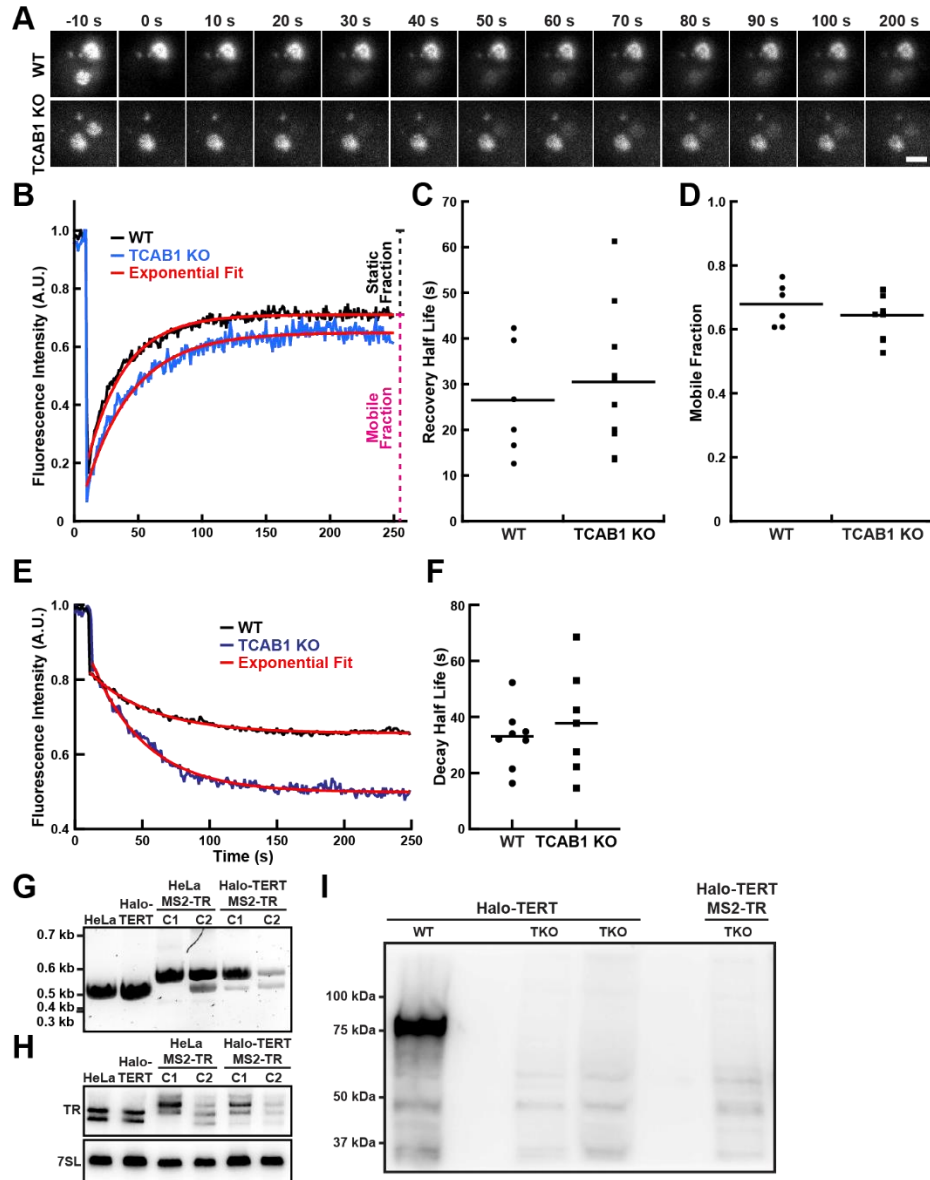 A
-10 s 0 s 10 s 20 s 30 s 40 s 50 s 60 s 70 s 80 s 90 s 100 s 200 s
WT
TCAB1 KO
B
Fluorescence Intensity (A.U.)
1.0
0.8
0.6
0.4
0.2
0
0 50 100 150 200 250
WT
TCAB1 KO
Exponential Fit
Static
Fraction
Mobile
Fraction
C
Recovery Half Life (s)
70
60
50
40
30
20
10
0
WT TCAB1 KO
D
Mobile Fraction
1.0
0.8
0.6
0.4
0.2
0
WT TCAB1 KO
E
Fluorescence Intensity (A.U.)
1.0
0.8
0.6
0.4
0 50 100 150 200 250
Time (s)
WT
TCAB1 KO
Exponential Fit
F
Decay Half Life (s)
80
60
40
20
0
WT TCAB1 KO
G
HeLa
Halo-
TERT
HeLa
MS2-TR
C1 C2
Halo-TERT
MS2-TR
C1 C2
0.7 kb
0.6 kb
0.5 kb
0.4 kb
0.3 kb
H
HeLa
Halo-
TERT
HeLa
MS2-TR
C1 C2
Halo-TERT
MS2-TR
C1 C2
TR
7SL
I
Halo-TERT
WT TKO TKO
Halo-TERT
MS2-TR
TKO
100 kDa
75 kDa
50 kDa
37 kDa